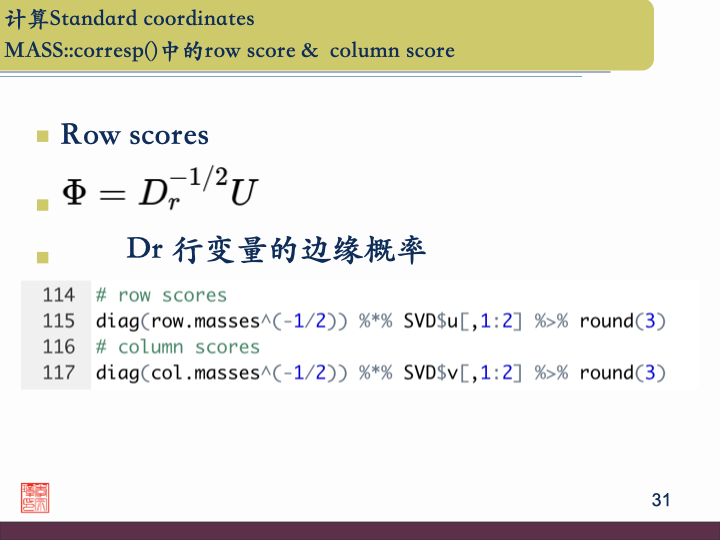 计算Standard coordinates
MASS::corresp()中的row score & column score
Row scores
Φ = D_r^{-1/2}U
Dr 行变量的边缘概率
114 # row scores
115 diag(row.masses^(-1/2)) %*% SVD$u[,1:2] %>% round(3)
116 # column scores
117 diag(col.masses^(-1/2)) %*% SVD$v[,1:2] %>% round(3)
31